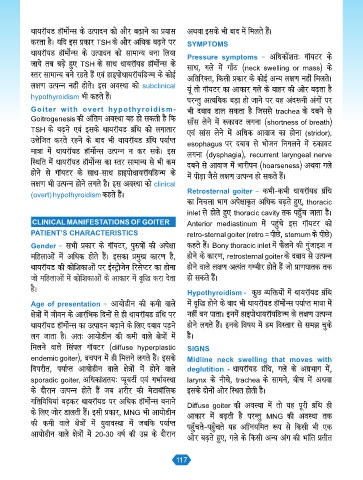 थायरॉयड हॉर्मोन्स के उत्पादन को और बढ़ाने का प्रयास
करता है। यदि इस प्रकार TSH के और अधिक बढ़ने पर
थायरॉयड हॉर्मोन्स के उत्पादन को सामान्य बना लिया
जाये तब बढ़े हुए TSH के साथ थायरॉयड हॉर्मोन्स के
स्तर सामान्य बने रहते हैं एवं हाइपोथायरॉयडिज्म के कोई
लक्षण उत्पन्न नहीं होते। इस अवस्था को subclinical
hypothyroidism भी कहते हैं।
Goiter with overt hypothyroidism-
Goitrogenesis की अंतिम अवस्था यह हो सकती है कि
TSH के बढ़ने एवं इसके थायरॉयड ग्रंथि को लगातार
उत्तेजित करते रहने के बाद भी थायरॉयड ग्रंथि पर्याप्त
मात्रा में थायरॉयड हॉर्मोन्स उत्पन्न न कर सके। इस
स्थिति में थायरॉयड हॉर्मोन्स का स्तर सामान्य से भी कम
होने से गॉयटर के साथ-साथ हाइपोथायरॉयडिज्म के
लक्षण भी उत्पन्न होने लगते है। इस अवस्था को clinical
(overt) hypothyroidism कहते हैं।
CLINICAL MANIFESTATIONS OF GOITER
PATIENT'S CHARACTERISTICS
Gender – सभी प्रकार के गॉयटर, पुरुषों की अपेक्षा
महिलाओं में अधिक होते हैं। इसका प्रमुख कारण है,
थायरॉयड की कोशिकाओं पर ईस्ट्रोजेन रिसेप्टर का होना
जो महिलाओं में कोशिकाओं के आकार में वृद्धि करा देता
है।
Age of presentation – आयोडीन की कमी वाले
क्षेत्रों में जीवन के आरंभिक दिनों से ही थायरॉयड ग्रंथि पर
थायरॉयड हॉर्मोन्स का उत्पादन बढ़ाने के लिए दबाव पड़ने
लग जाता है। अतः आयोडीन की कमी वाले क्षेत्रों में
मिलने वाले सिंपल गॉयटर (diffuse hyperplastic
endemic goiter), बचपन में ही मिलने लगते हैं। इसके
विपरीत, पर्याप्त आयोडीन वाले क्षेत्रों में होने वाले
sporadic goiter, अधिकांशतः प्यूबर्टी एवं गर्भावस्था
के दौरान उत्पन्न होते हैं जब शरीर की मेटाबॉलिक
गतिविधियां बढ़कर थायरॉयड पर अधिक हॉर्मोन्स बनाने
के लिए जोर डालती हैं। इसी प्रकार, MNG भी आयोडीन
की कमी वाले क्षेत्रों में युवावस्था में जबकि पर्याप्त
आयोडीन वाले क्षेत्रों में 20-30 वर्ष की उम्र के दौरान
अथवा इसके भी बाद में मिलते हैं।
SYMPTOMS
Pressure symptoms – अधिकांशतः गॉयटर के
साथ, गले में गाँठ (neck swelling or mass) के
अतिरिक्त, किसी प्रकार के कोई अन्य लक्षण नहीं मिलते।
यूं तो गॉयटर का आकार गले के बाहर की ओर बढ़ता है
परन्तु अत्यधिक बड़ा हो जाने पर यह अंदरूनी अंगों पर
भी दबाव डाल सकता है जिससे trachea के दबने से
साँस लेने में रुकावट लगना (shortness of breath)
एवं सांस लेने में अधिक आवाज का होना (stridor),
esophagus पर दबाव से भोजन निगलने में रुकावट
लगना (dysphagia), recurrent laryngeal nerve
दबने से आवाज में भारीपन (hoarseness) अथवा गले
में पीड़ा जैसे लक्षण उत्पन्न हो सकते हैं।
Retrosternal goiter – कभी-कभी थायरॉयड ग्रंथि
का निचला भाग अपेक्षाकृत अधिक बढ़ते हुए, thoracic
inlet से होते हुए thoracic cavity तक पहुँच जाता है।
Anterior mediastinum में पहुंचे इस गॉयटर को
retro-sternal goiter (retro = पीछे, sternum के पीछे)
कहते हैं। Bony thoracic inlet में फैलने की गुंजाइश न
होने के कारण, retrosternal goiter के दबाव से उत्पन्न
होने वाले लक्षण अत्यंत गम्भीर होते हैं जो प्राणघातक तक
हो सकते हैं।
Hypothyroidism - कुछ व्यक्तियों में थायरॉयड ग्रंथि
में वृद्धि होने के बाद भी थायरॉयड हॉर्मोन्स पर्याप्त मात्रा में
नहीं बन पाता। इनमें हाइपोथायरॉयडिज्म के लक्षण उत्पन्न
होने लगते हैं। इनके विषय में हम विस्तार से समझ चुके
हैं।
SIGNS
Midline neck swelling that moves with
deglutition - थायरॉयड ग्रंथि, गले के अग्रभाग में,
larynx के नीचे, trachea के सामने, बीच में अथवा
इसके दोनों ओर स्थित होती है।
Diffuse goiter की अवस्था में तो यह पूरी ग्रंथि ही
आकार में बढ़ती है परन्तु MNG की अवस्था तक
पहुँचते-पहुँचते यह अनियमित रूप से किसी भी एक
ओर बढ़ते हुए, गले के किसी अन्य अंग की भांति प्रतीत
117